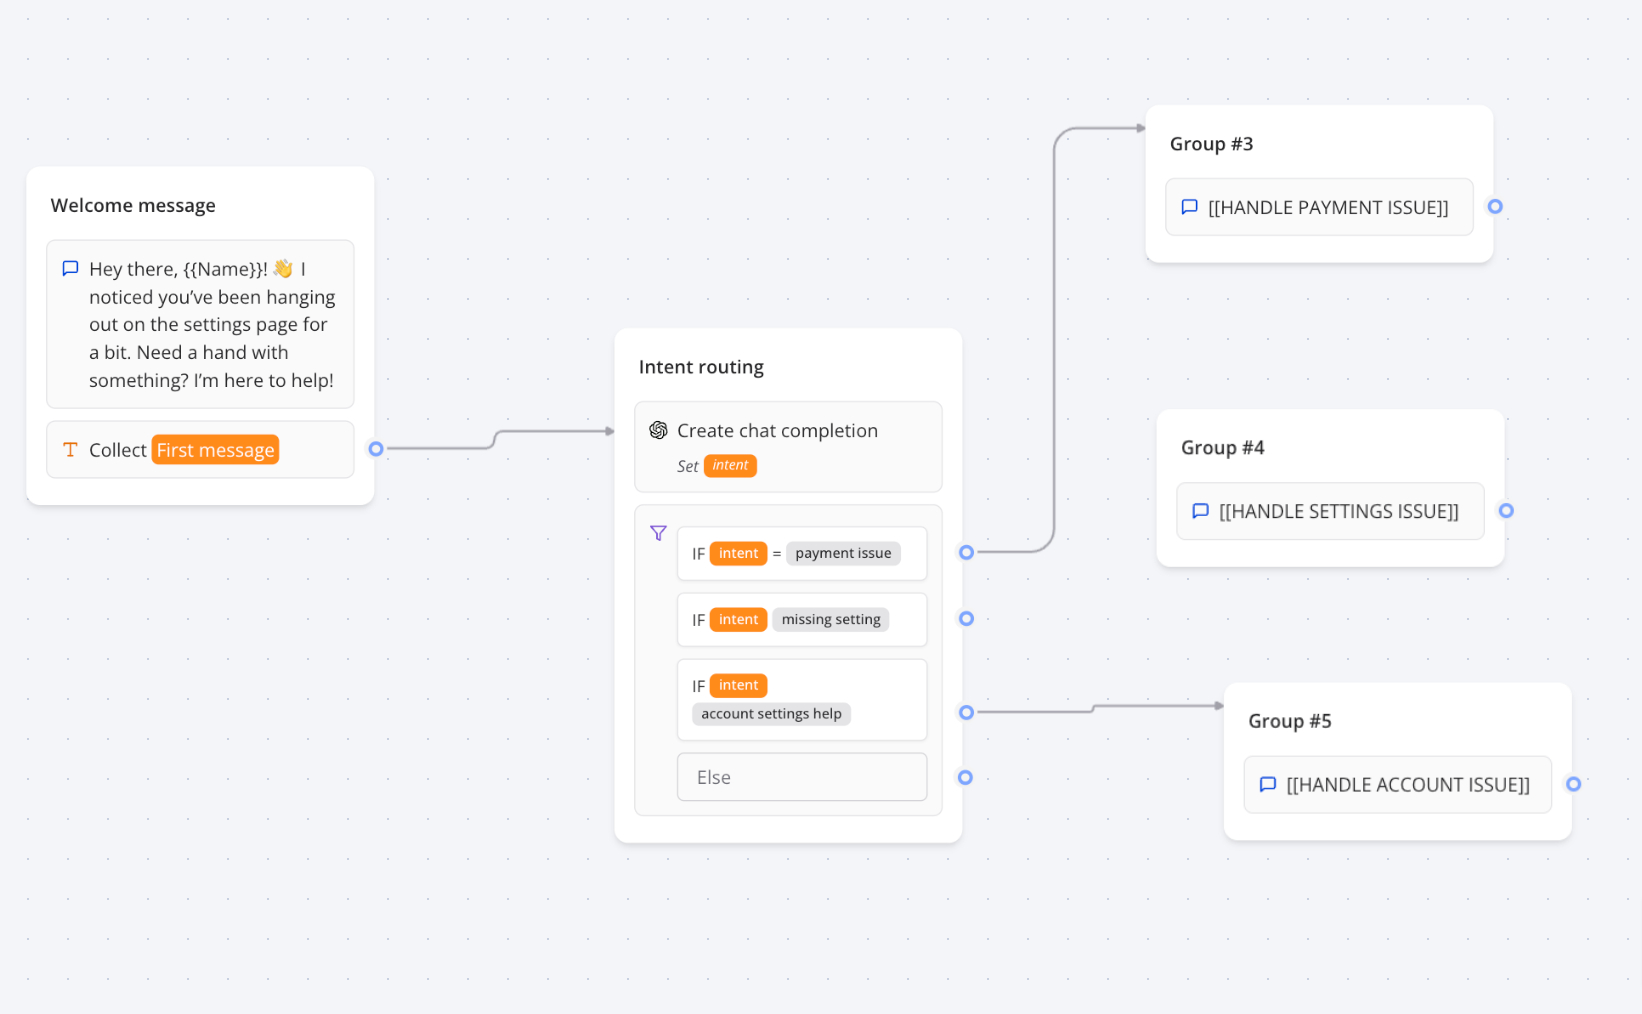 Welcome message
Hey there, {{Name}}! 👋 I
noticed you’ve been hanging
out on the settings page for
a bit. Need a hand with
something? I’m here to help!
Collect First message
Intent routing
Create chat completion
Set intent
IF intent = payment issue
IF intent missing setting
IF intent
account settings help
Else
Group #3
[[HANDLE PAYMENT ISSUE]]
Group #4
[[HANDLE SETTINGS ISSUE]]
Group #5
[[HANDLE ACCOUNT ISSUE]]